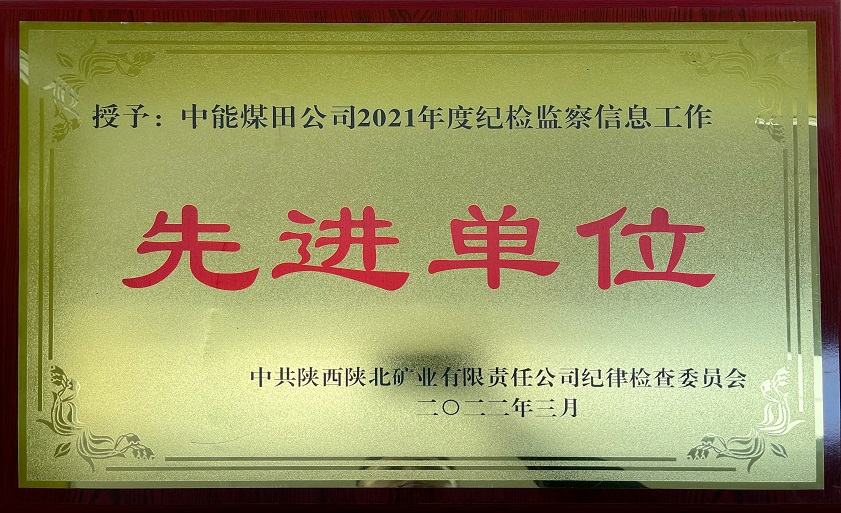 授予：中能煤田公司2021年度纪检监察信息工作
先进单位
中共陕西陕北矿业有限责任公司纪律检查委员会
二〇二二年三月